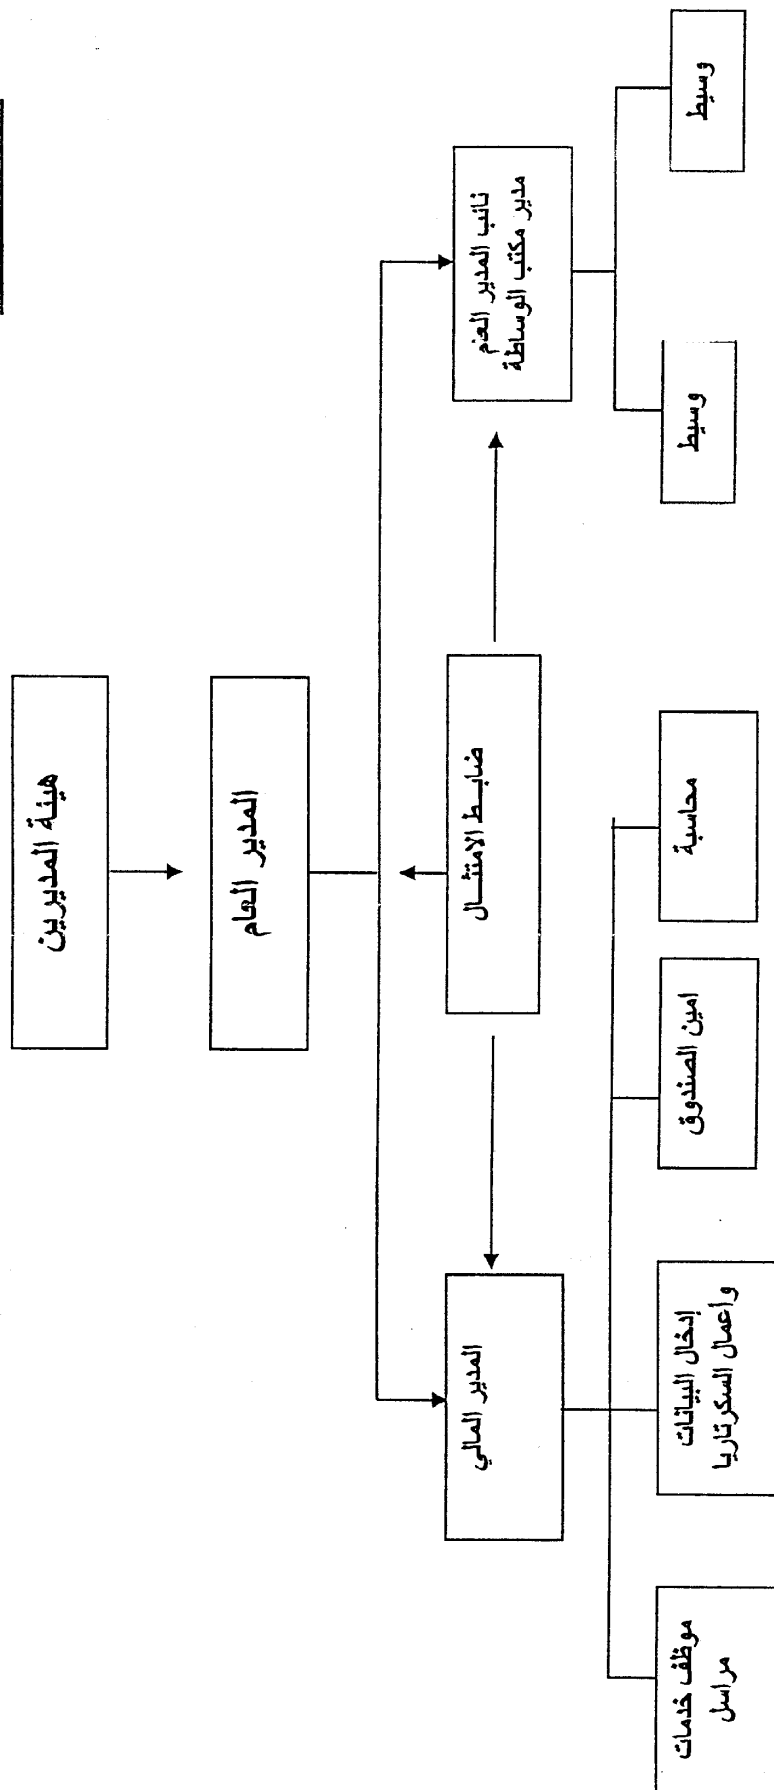 هيئة المديرين
المدير العام
ضابط الامتثال
نائب المدير العام
مدير مكتب الوساطة
المدير المالي
وسيط
وسيط
محاسبة
امين الصندوق
إدخال البيانات
واعمال السكرتاريا
موظف خدمات
مراسل